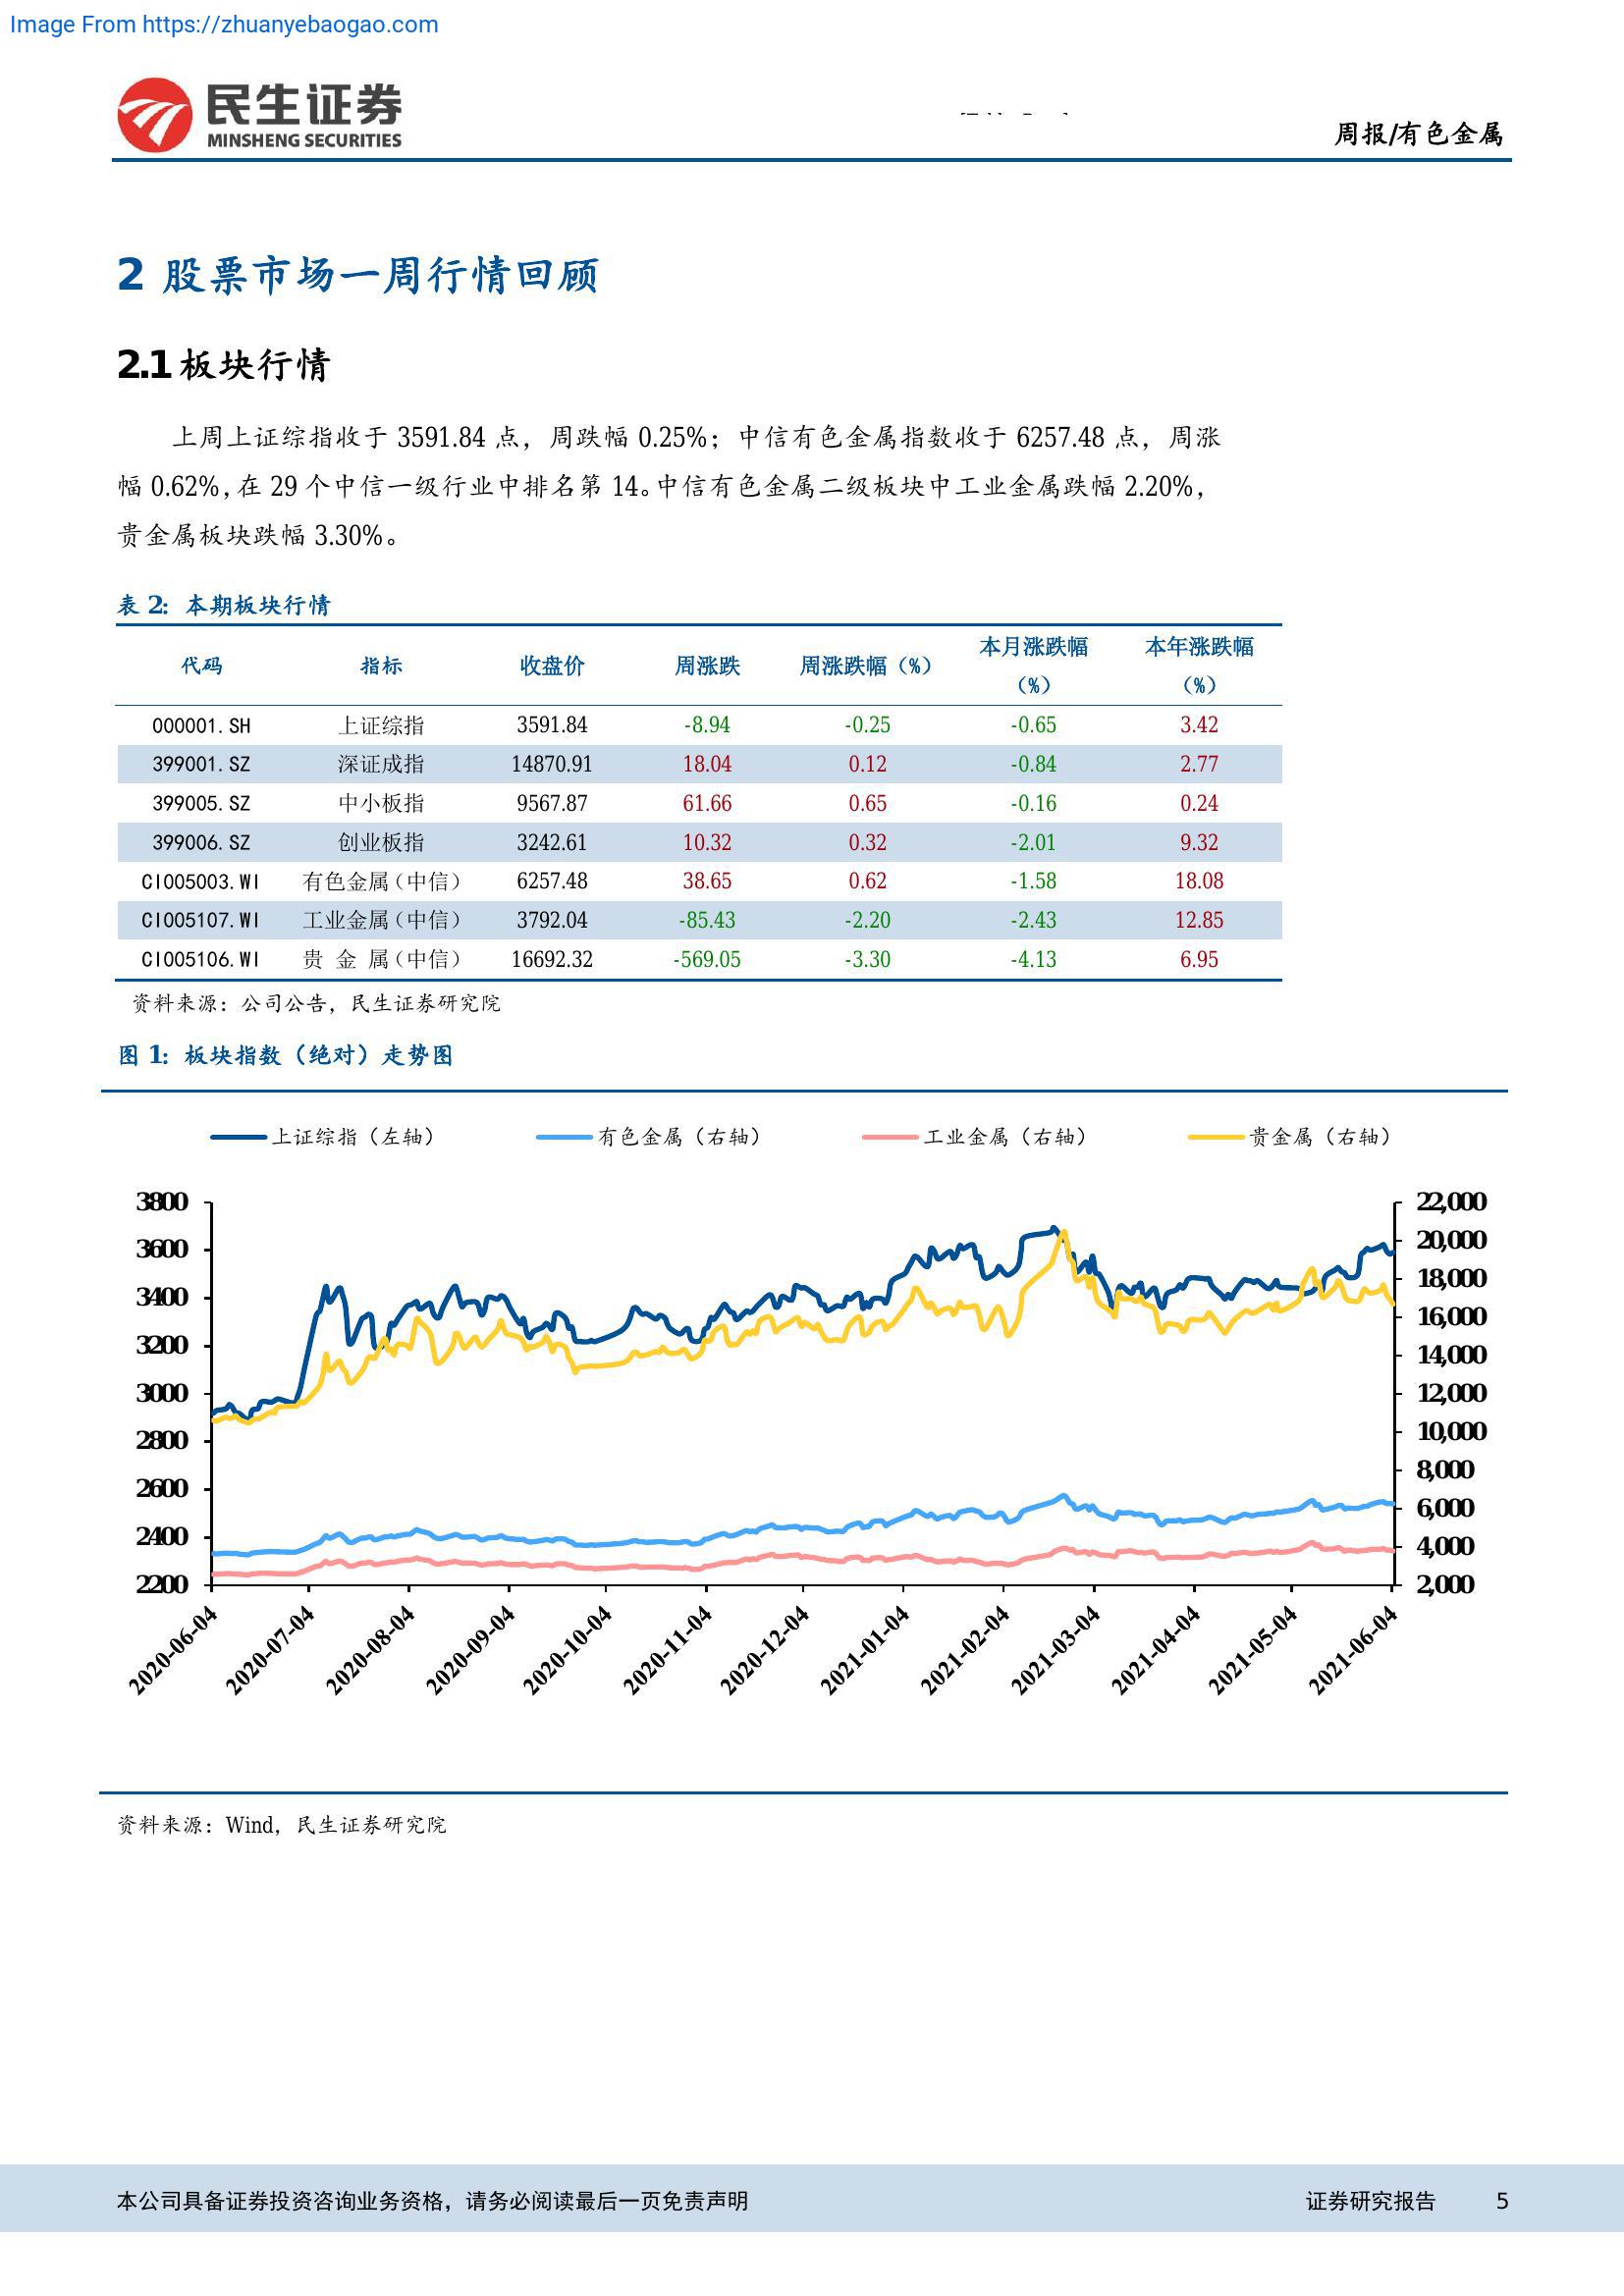 Image From https://zhuanyebaogao.com
民生证券
MINSHENG SECURITIES
周报/有色金属
2 股票市场一周行情回顾
2.1 板块行情
上周上证综指收于 3591.84 点，周跌幅 0.25%；中信有色金属指数收于 6257.48 点，周涨
幅 0.62%，在 29 个中信一级行业中排名第 14。中信有色金属二级板块中工业金属跌幅 2.20%，
贵金属板块跌幅 3.30%。
表 2：本期板块行情
代码 指标 收盘价 周涨跌 周涨跌幅（%） 本月涨跌幅（%） 本年涨跌幅（%）
000001.SH 上证综指 3591.84 -8.94 -0.25 -0.65 3.42
399001.SZ 深证成指 14870.91 18.04 0.12 -0.84 2.77
399005.SZ 中小板指 9567.87 61.66 0.65 -0.16 0.24
399006.SZ 创业板指 3242.61 10.32 0.32 -2.01 9.32
CI005003.WI 有色金属（中信） 6257.48 38.65 0.62 -1.58 18.08
CI005107.WI 工业金属（中信） 3792.04 -85.43 -2.20 -2.43 12.85
CI005106.WI 贵 金 属（中信） 16692.32 -569.05 -3.30 -4.13 6.95
资料来源：公司公告，民生证券研究院
图 1：板块指数（绝对）走势图
上证综指（左轴） 有色金属（右轴） 工业金属（右轴） 贵金属（右轴）
3800
3600
3400
3200
3000
2800
2600
2400
2200
22,000
20,000
18,000
16,000
14,000
12,000
10,000
8,000
6,000
4,000
2,000
2020-06-04
2020-07-04
2020-08-04
2020-09-04
2020-10-04
2020-11-04
2020-12-04
2021-01-04
2021-02-04
2021-03-04
2021-04-04
2021-05-04
2021-06-04
资料来源：Wind，民生证券研究院
本公司具备证券投资咨询业务资格，请务必阅读最后一页免责声明 证券研究报告 5